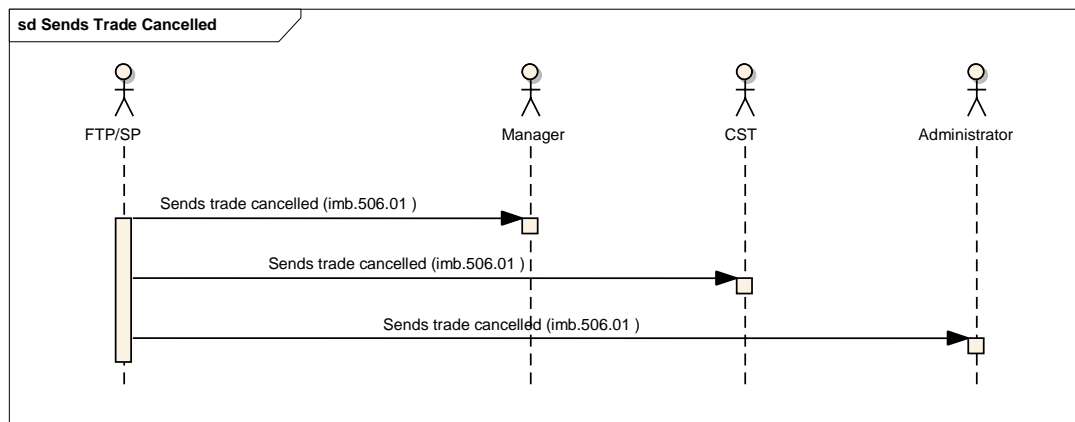 sd Sends Trade Cancelled
FTP/SP
Manager
CST
Administrator
Sends trade cancelled (imb.506.01 )
Sends trade cancelled (imb.506.01 )
Sends trade cancelled (imb.506.01 )